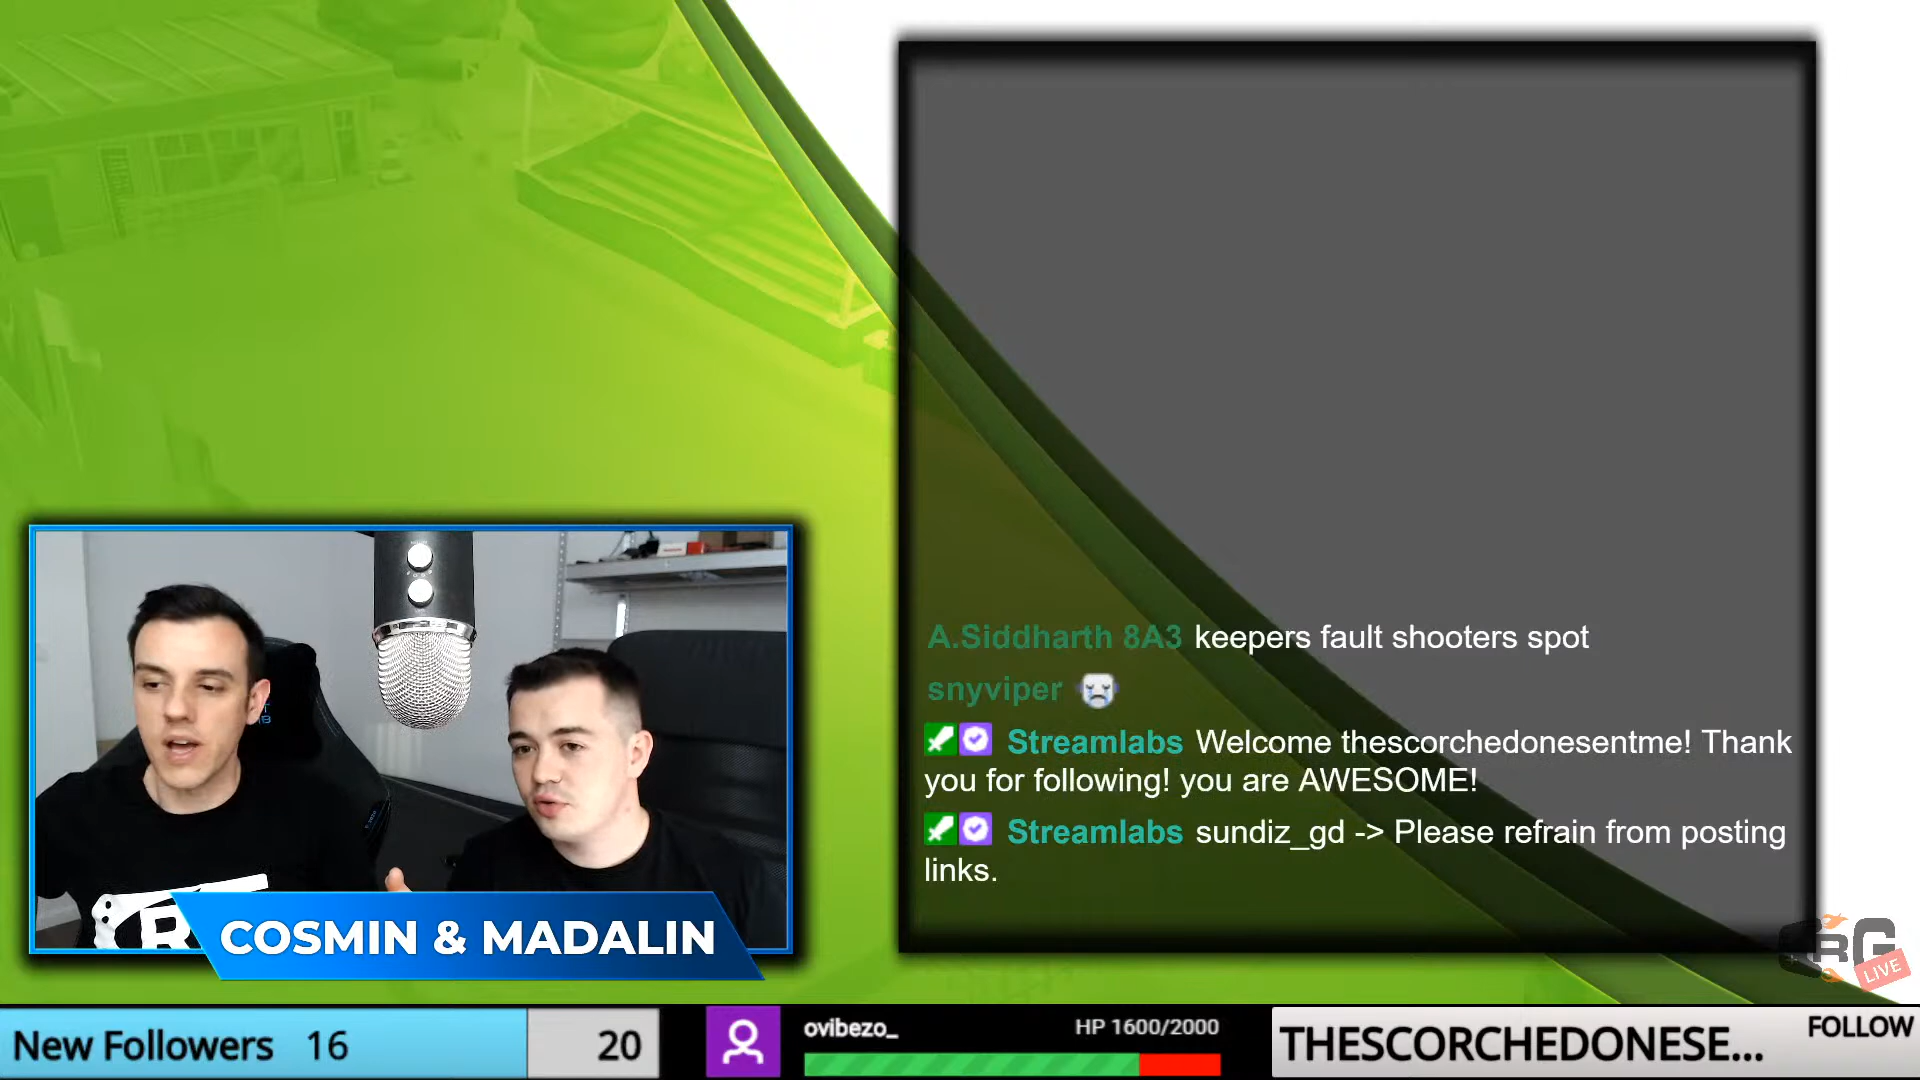 A.Siddharth 8A3 keepers fault shooters spot
snyviper
Streamlabs Welcome thescorchedonesentme! Thank
you for following! you are AWESOME!
Streamlabs sundiz_gd -> Please refrain from posting
links.
COSMIN & MADALIN
RG
LIVE
New Followers 16
20
ovibezo_
HP 1600/2000
THESCORCHEDONESE...
FOLLOW